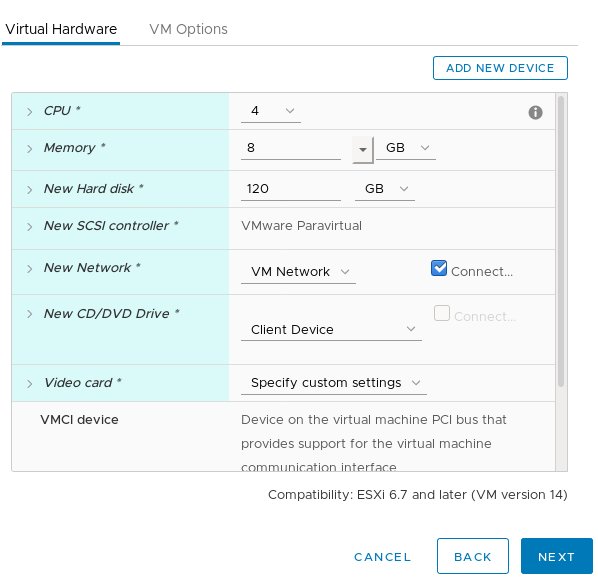 Virtual Hardware VM Options
ADD NEW DEVICE
CPU * 4
Memory * 8 GB
New Hard disk * 120 GB
New SCSI controller * VMware Paravirtual
New Network * VM Network Connect...
New CD/DVD Drive * Connect...
Client Device
Video card * Specify custom settings
VMCI device Device on the virtual machine PCI bus that
provides support for the virtual machine
communication interface
Compatibility: ESXi 6.7 and later (VM version 14)
CANCEL BACK NEXT